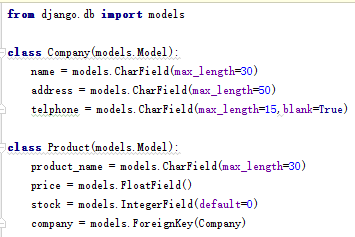 from django.db import models
class Company(models.Model):
name = models.CharField(max_length=30)
address = models.CharField(max_length=50)
telphone = models.CharField(max_length=15,blank=True)
class Product(models.Model):
product_name = models.CharField(max_length=30)
price = models.FloatField()
stock = models.IntegerField(default=0)
company = models.ForeignKey(Company)